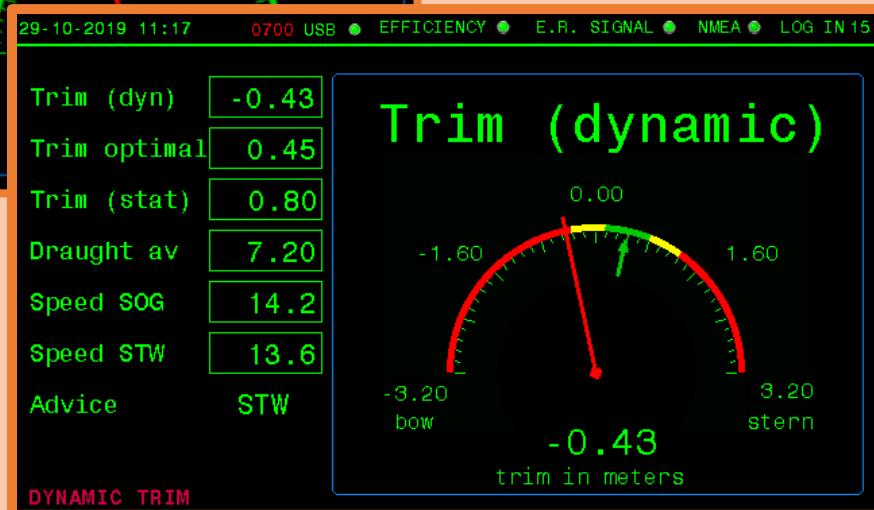 29-10-2019 11:17 0700 USB EFFICIENCY E.R. SIGNAL NMEA LOG IN 15
Trim (dyn) -0.43
Trim optimal 0.45
Trim (stat) 0.80
Draught av 7.20
Speed SOG 14.2
Speed STW 13.6
Advice STW
DYNAMIC TRIM
Trim (dynamic)
0.00
-1.60 1.60
-3.20 3.20
bow stern
-0.43
trim in meters